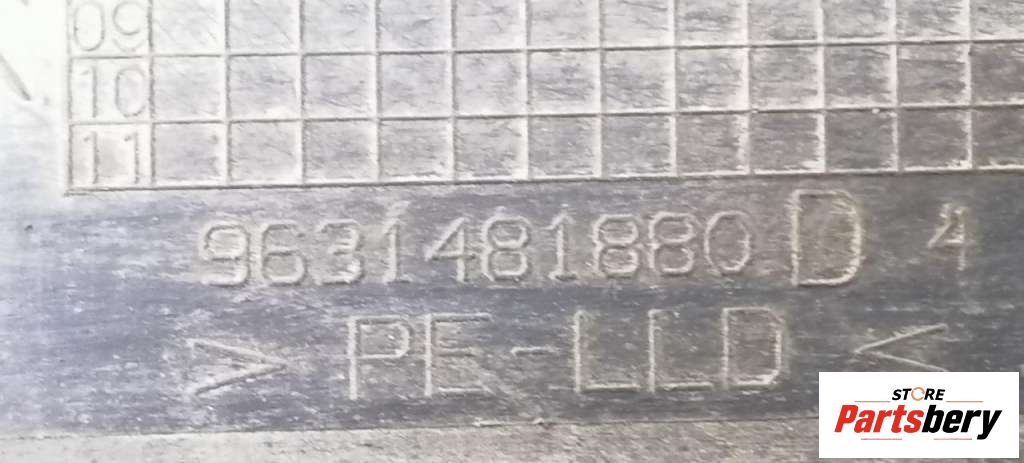 09
10
11
9631481880 D 4
> PE-LLD <
STORE
Partsbery